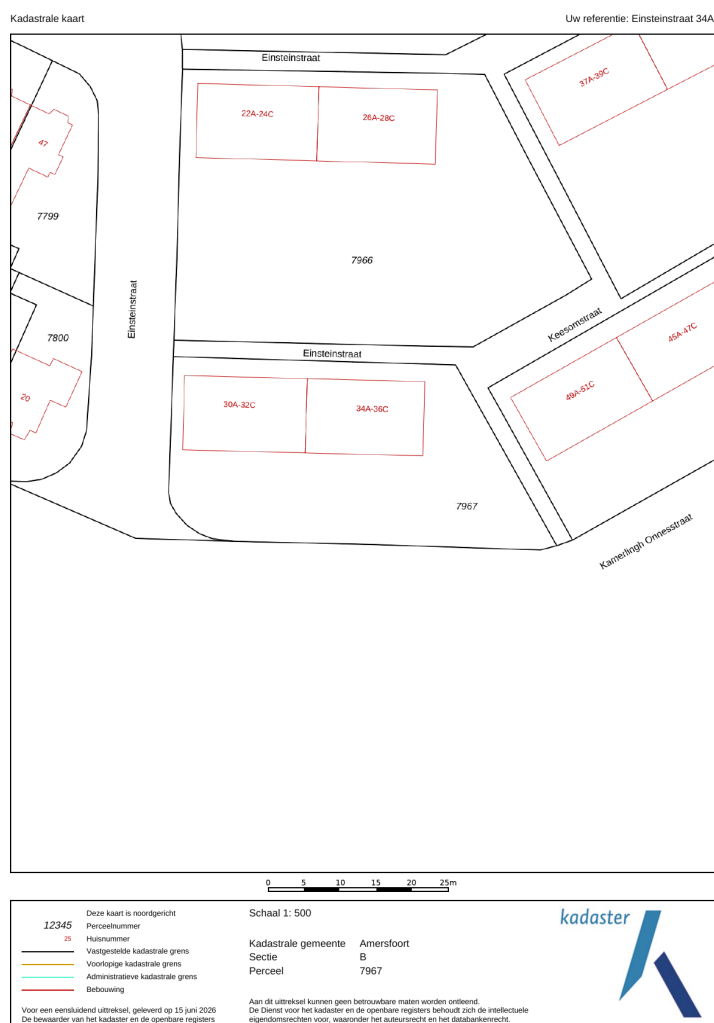 Kadastrale kaart
Uw referentie: Einsteinstraat 34A
Einsteinstraat
37A-39C
22A-24C
26A-28C
47
7799
7966
Einsteinstraat
Keesomstraat
45A-47C
7800
Einsteinstraat
20
30A-32C
34A-36C
49A-51C
7967
Kamerlingh Onnesstraat
0 5 10 15 20 25m
Deze kaart is noordgericht
12345 Perceelnummer
25 Huisnummer
Vastgestelde kadastrale grens
Voorlopige kadastrale grens
Administratieve kadastrale grens
Bebouwing
Voor een eensluidend uittreksel, geleverd op 15 juni 2026
De bewaarder van het kadaster en de openbare registers
Schaal 1: 500
Kadastrale gemeente Amersfoort
Sectie B
Perceel 7967
Aan dit uittreksel kunnen geen betrouwbare maten worden ontleend.
De Dienst voor het kadaster en de openbare registers behoudt zich de intellectuele
eigendomsrechten voor, waaronder het auteursrecht en het databankenrecht.
kadaster